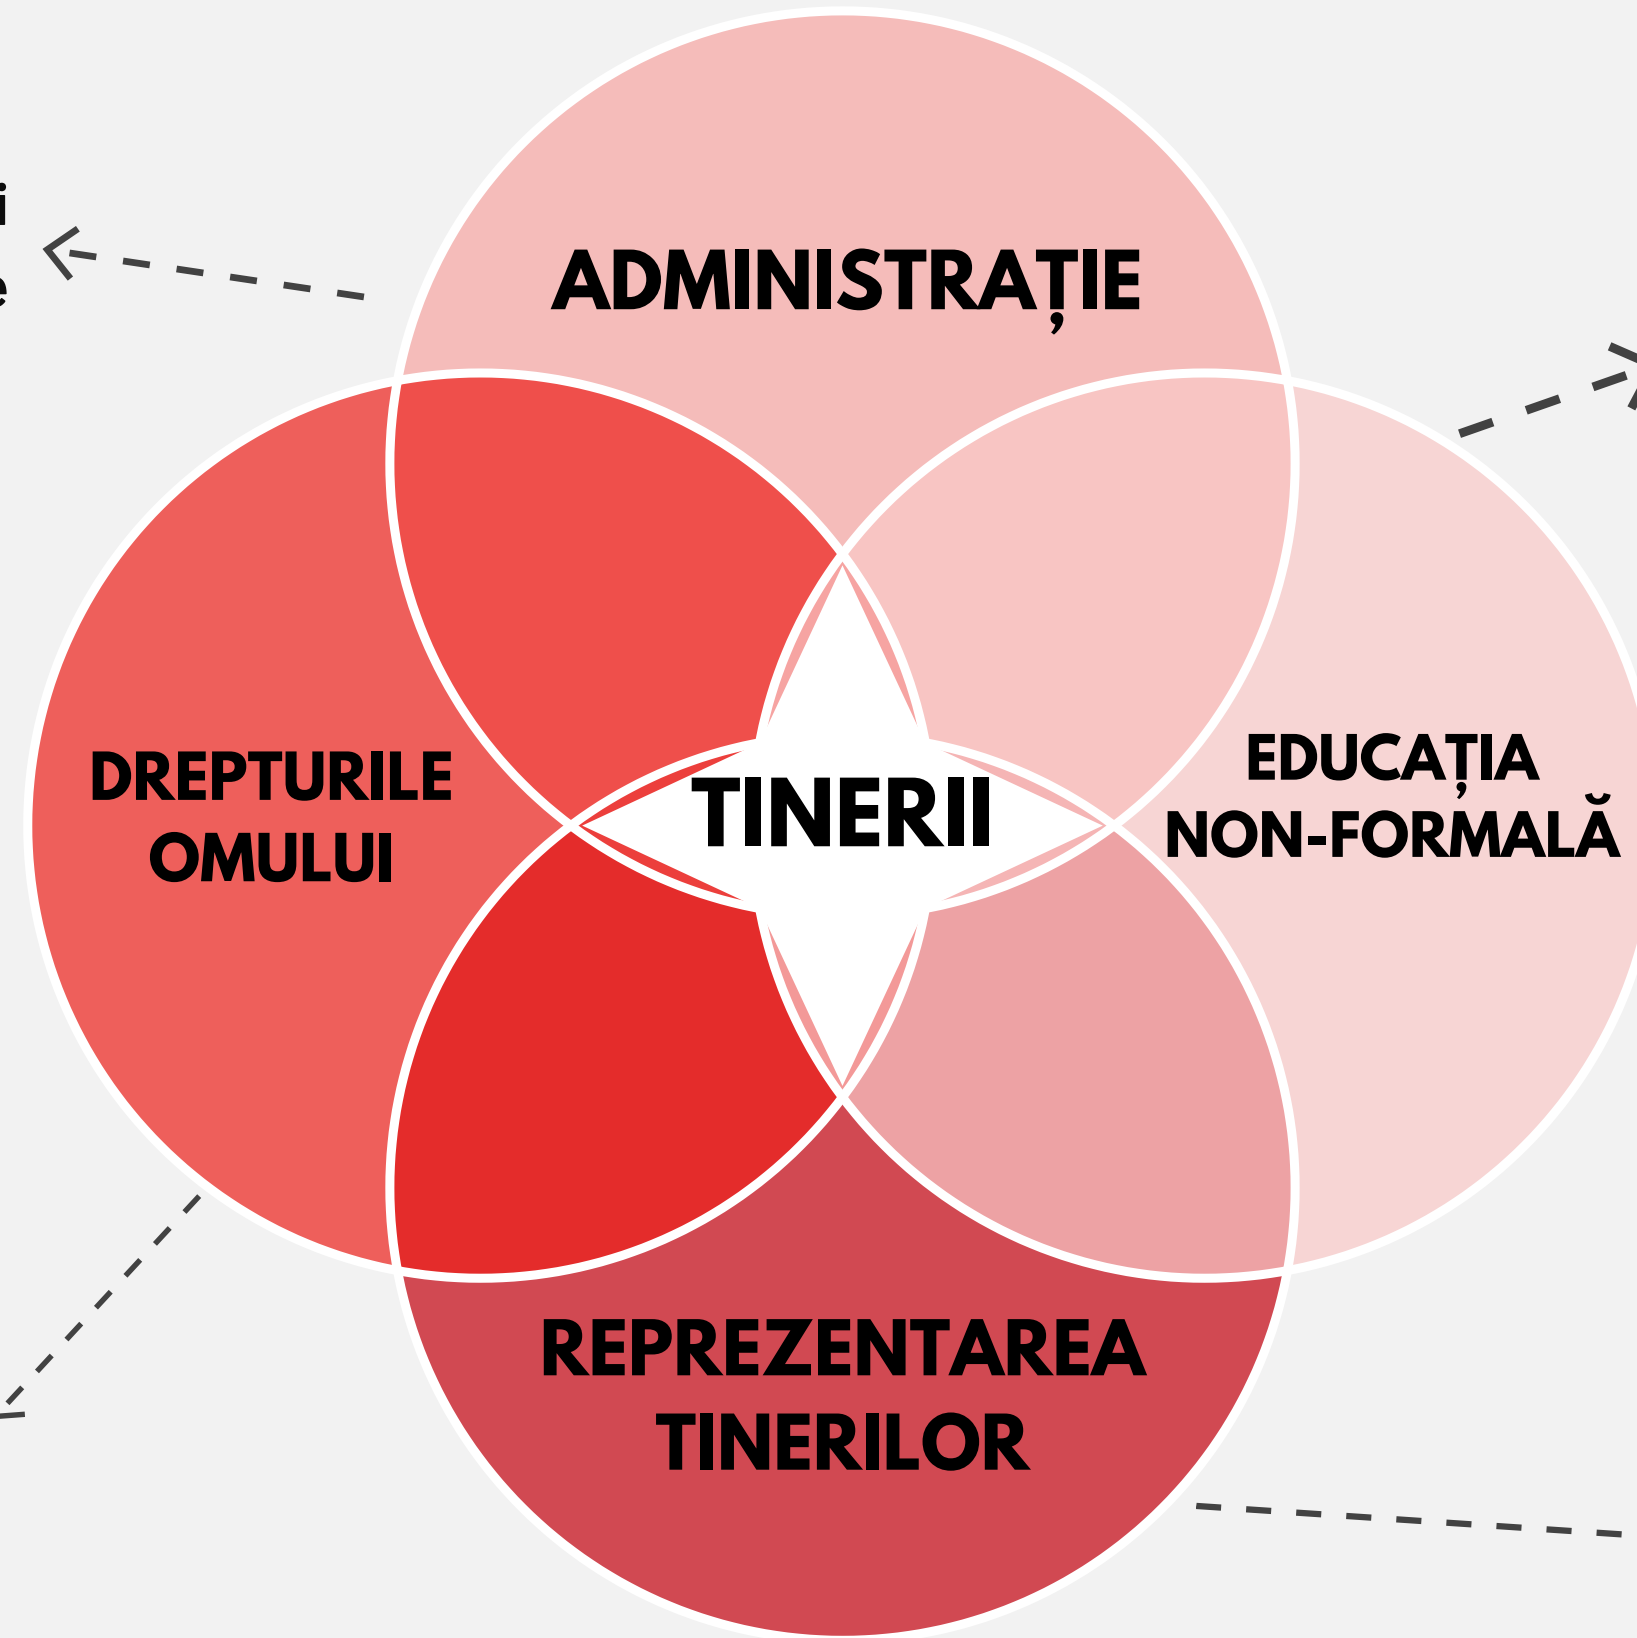 ADMINISTRAȚIE
DREPTURILE
OMULUI
TINERII
EDUCAȚIA
NON-FORMALĂ
REPREZENTAREA
TINERILOR